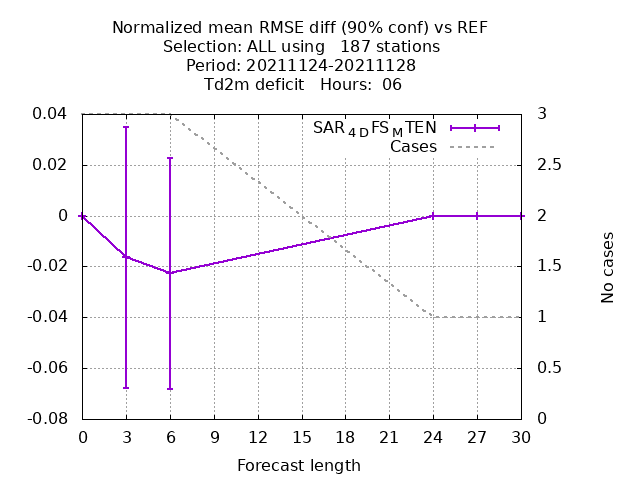 Normalized mean RMSE diff (90% conf) vs REF
Selection: ALL using   187 stations
Period: 20211124-20211128
Td2m deficit   Hours:  06
SAR4DFSMTEN
Cases
0.04
0.02
0
-0.02
-0.04
-0.06
-0.08
3
2.5
2
1.5
1
0.5
0
No cases
0 3 6 9 12 15 18 21 24 27 30
Forecast length